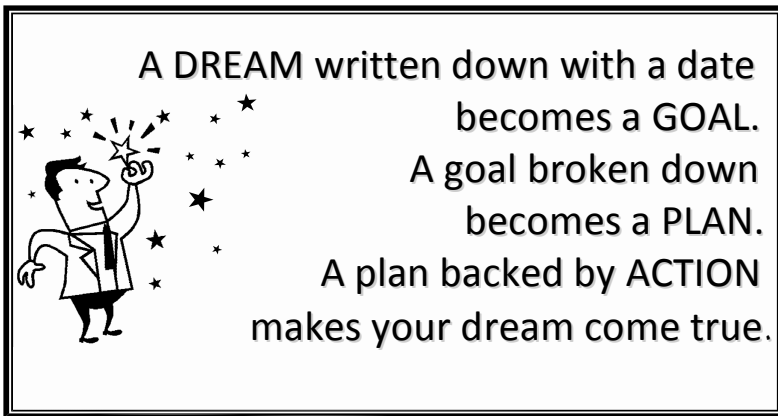 A DREAM written down with a date
becomes a GOAL.
A goal broken down
becomes a PLAN.
A plan backed by ACTION
makes your dream come true.